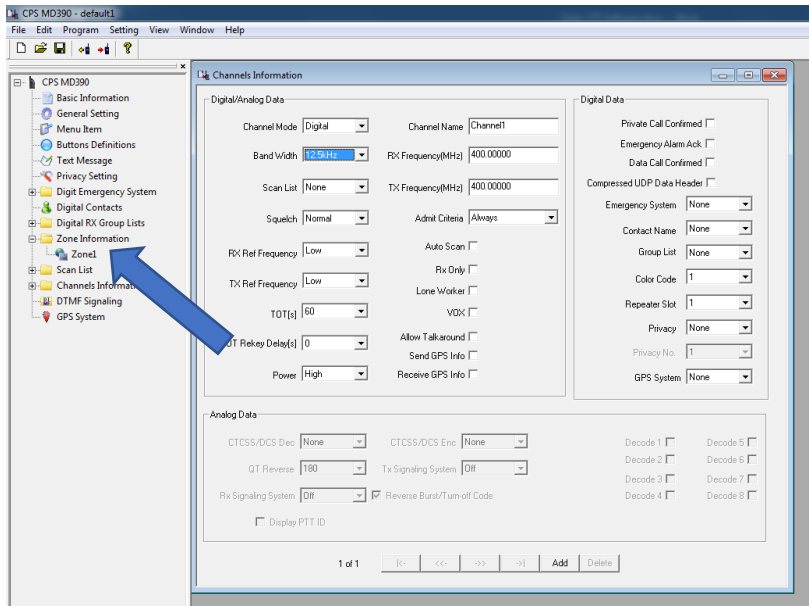 CPS MD390 - default1
File Edit Program Setting View Window Help
CPS MD390
Basic Information
General Setting
Menu Item
Buttons Definitions
Text Message
Privacy Setting
Digit Emergency System
Digital Contacts
Digital RX Group Lists
Zone Information
Zone1
Scan List
Channels Informat
DTMF Signaling
GPS System
Channels Information
Digital/Analog Data
Channel Mode Digital Channel Name Channel1
Band Width 12.5kHz RX Frequency(MHz) 400.00000
Scan List None TX Frequency(MHz) 400.00000
Squelch Normal Admit Criteria Always
RX Ref Frequency Low Auto Scan
Rx Only
TX Ref Frequency Low
Lone Worker
TOT[s] 60 VOX
OT Rekey Delay[s] 0 Allow Talkaround
Send GPS Info
Power High Receive GPS Info
Digital Data
Private Call Confirmed
Emergency Alarm Ack
Data Call Confirmed
Compressed UDP Data Header
Emergency System None
Contact Name None
Group List None
Color Code 1
Repeater Slot 1
Privacy None
Privacy No. 1
GPS System None
Analog Data
CTCSS/DCS Dec None CTCSS/DCS Enc None Decode 1 Decode 5
QT Reverse 180 Tx Signaling System Off Decode 2 Decode 6
Decode 3 Decode 7
Rx Signaling System Off Reverse Burst/Turn-off Code Decode 4 Decode 8
Display PTT ID
1 of 1 |<- <<- ->> ->| Add Delete